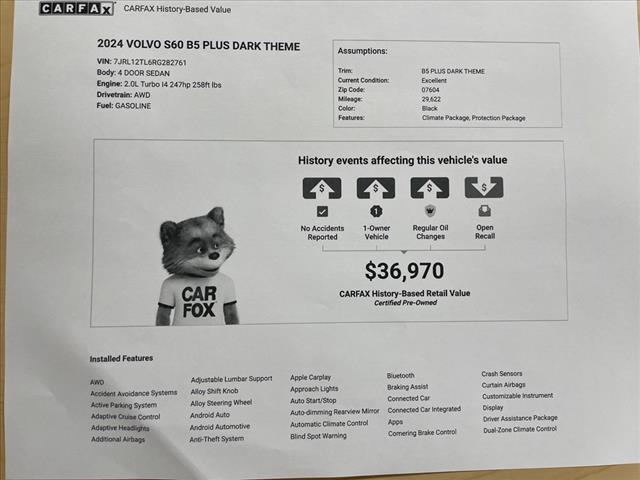 CARFAX CARFAX History-Based Value
2024 VOLVO S60 B5 PLUS DARK THEME
VIN: 7JRL12TL6RG282761
Body: 4 DOOR SEDAN
Engine: 2.0L Turbo I4 247hp 258ft lbs
Drivetrain: AWD
Fuel: GASOLINE
Assumptions:
Trim: B5 PLUS DARK THEME
Current Condition: Excellent
Zip Code: 07604
Mileage: 29,622
Color: Black
Features: Climate Package, Protection Package
History events affecting this vehicle's value
$ $ $ $
1
No Accidents Reported
1-Owner Vehicle
Regular Oil Changes
Open Recall
$36,970
CARFAX History-Based Retail Value
Certified Pre-Owned
CAR
FOX
Installed Features
AWD
Accident Avoidance Systems
Active Parking System
Adaptive Cruise Control
Adaptive Headlights
Additional Airbags
Adjustable Lumbar Support
Alloy Shift Knob
Alloy Steering Wheel
Android Auto
Android Automotive
Anti-Theft System
Apple Carplay
Approach Lights
Auto Start/Stop
Auto-dimming Rearview Mirror
Automatic Climate Control
Blind Spot Warning
Bluetooth
Braking Assist
Connected Car
Connected Car Integrated
Apps
Cornering Brake Control
Crash Sensors
Curtain Airbags
Customizable Instrument
Display
Driver Assistance Package
Dual-Zone Climate Control